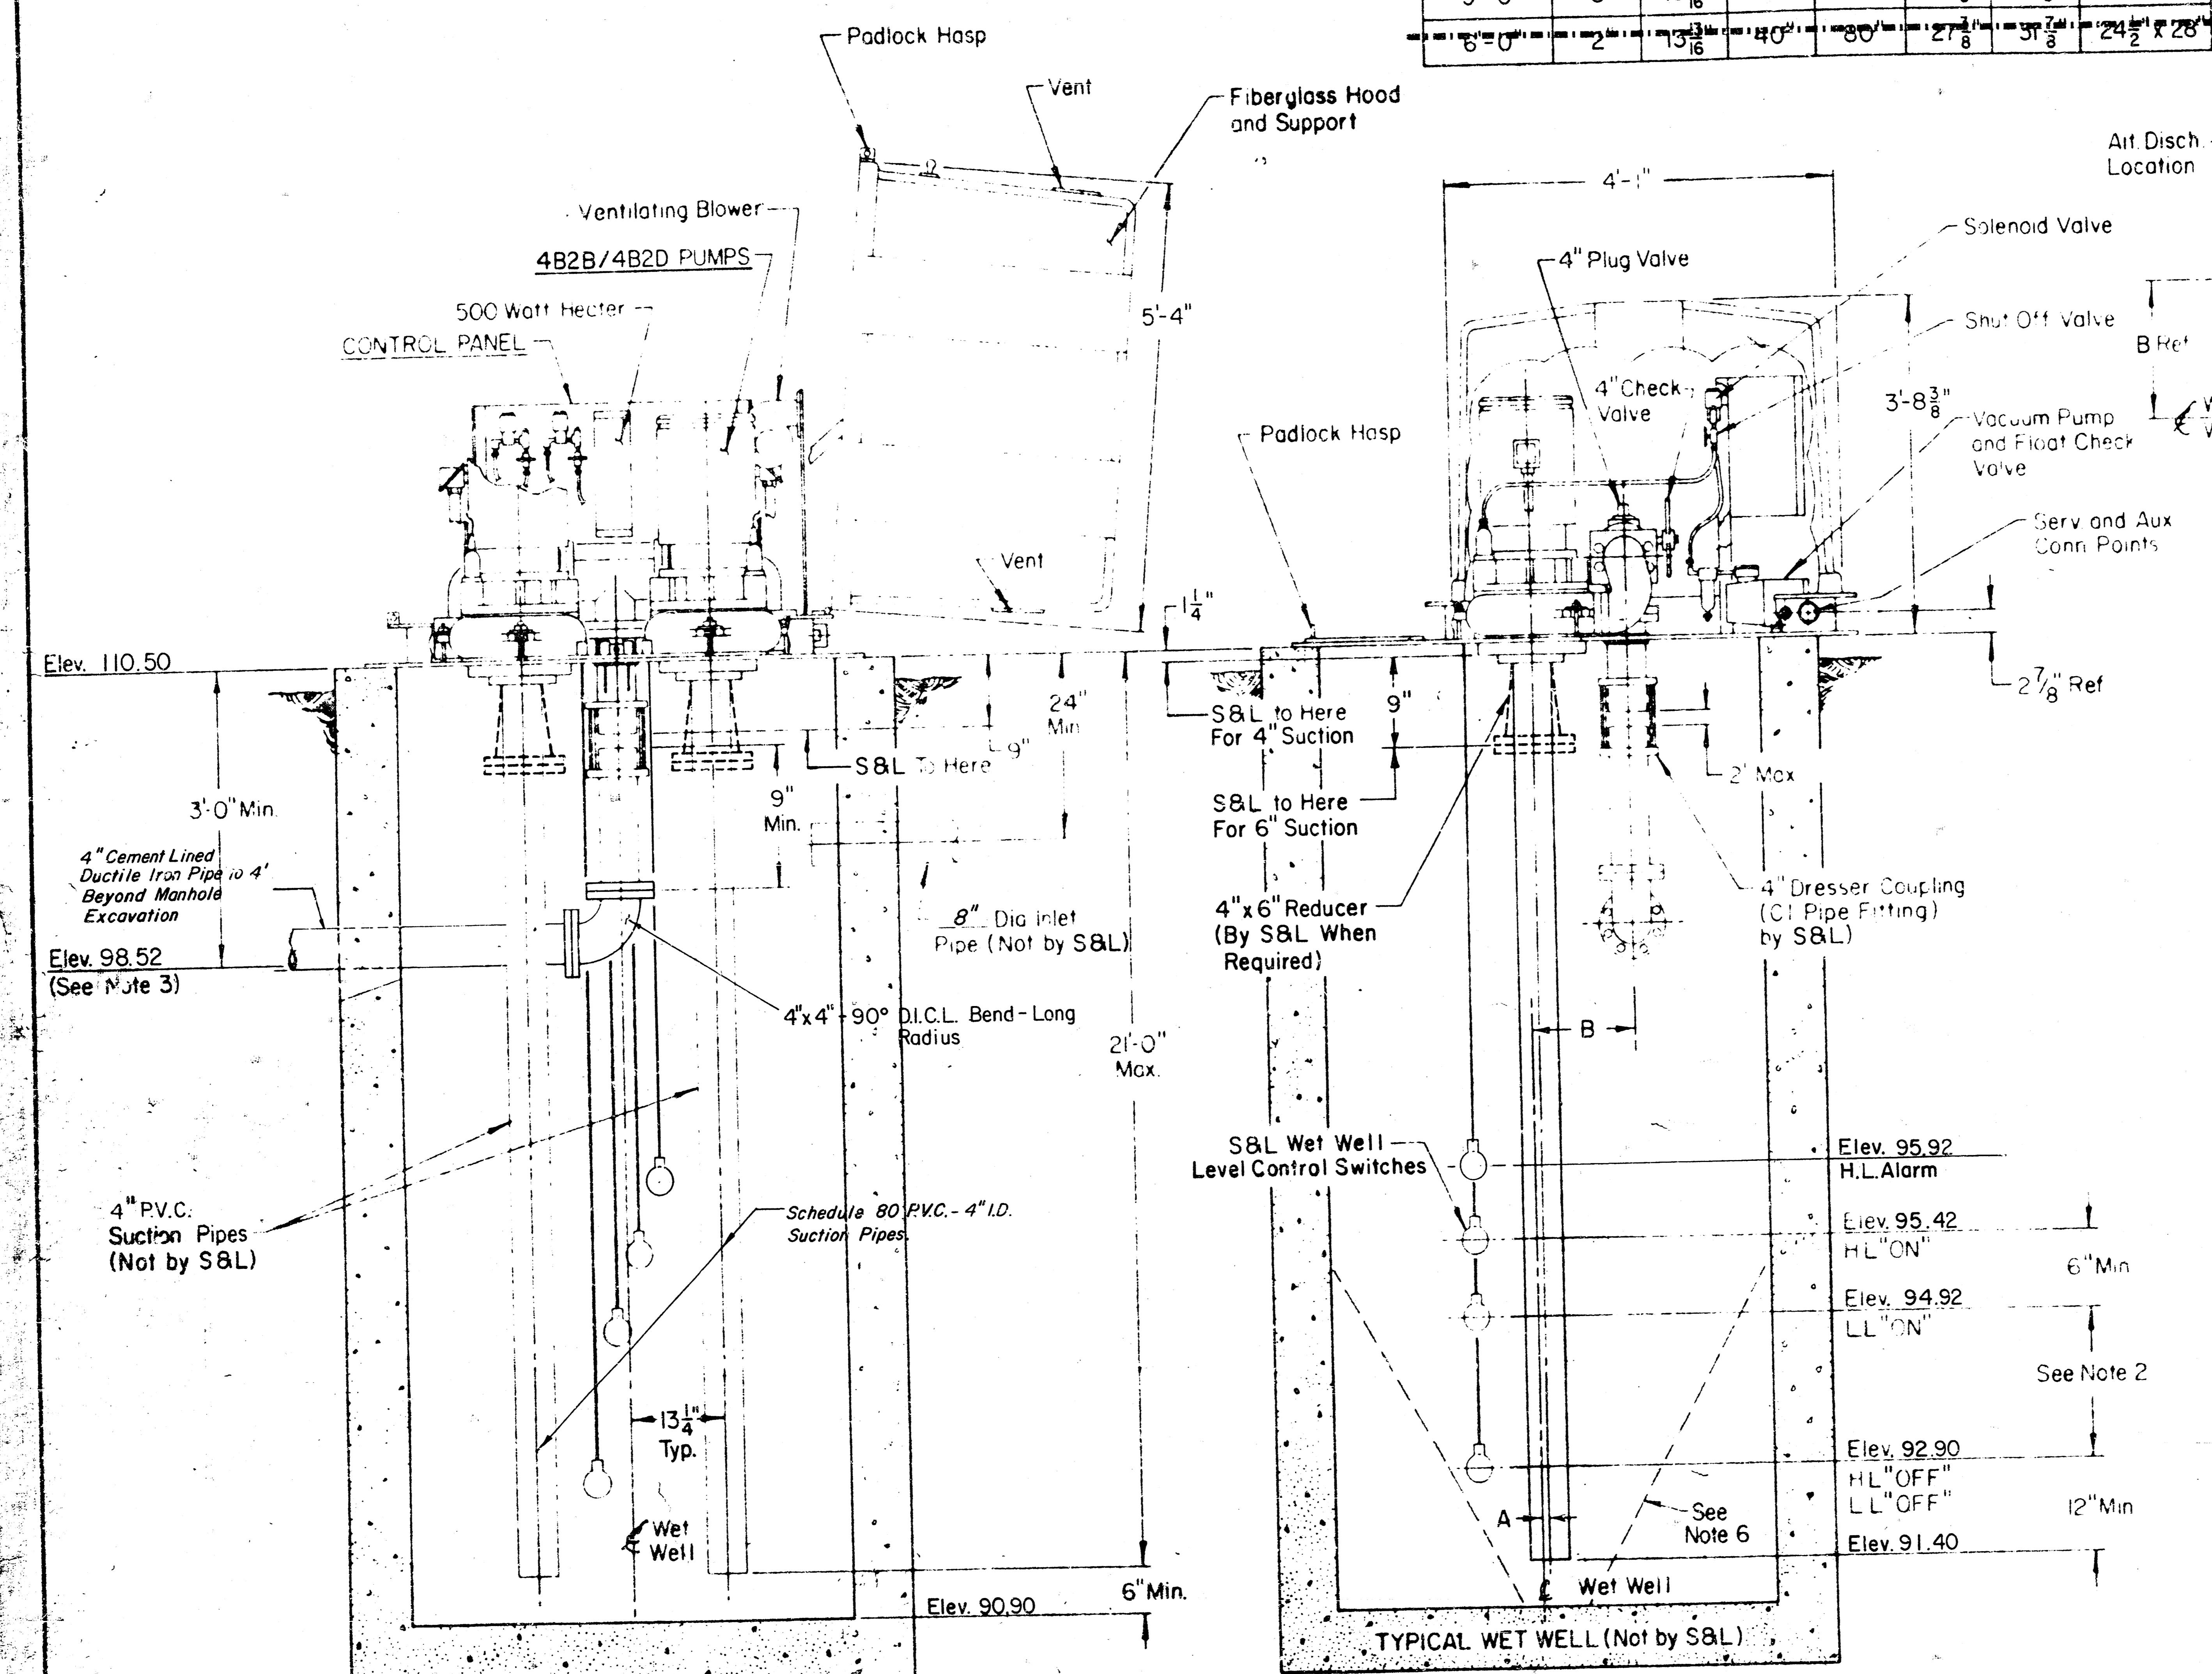 6'-0" 2" 13 13/16" 40" 80" 27 7/8" 31 7/8" 24 1/2" x 28"
Padlock Hasp
Vent
Fiberglass Hood
and Support
Ventilating Blower
4B2B/4B2D PUMPS
500 Watt Heater
CONTROL PANEL
5'-4"
Vent
1 1/4"
Elev. 110.50
24"
Min
9"
S&L To Here
9"
Min.
3'-0" Min.
4" Cement Lined
Ductile Iron Pipe to 4'
Beyond Manhole
Excavation
Elev. 98.52
(See Note 3)
8" Dia inlet
Pipe (Not by S&L)
4"x4"-90° D.I.C.L. Bend-Long
Radius
21'-0"
Max.
4" P.V.C.
Suction Pipes
(Not by S&L)
Schedule 80 P.V.C.-4" I.D.
Suction Pipes
13 1/4"
Typ.
Wet
Well
6" Min.
Elev. 90.90
Air Disch.
Location
4'-1"
Solenoid Valve
4" Plug Valve
Shut Off Valve
B Ref
4" Check
Valve
3'-8 3/8"
Vacuum Pump
and Float Check
Valve
Padlock Hasp
Serv and Aux
Conn Points
2 7/8" Ref
S&L to Here
For 4" Suction
9"
2" Max
S&L to Here
For 6" Suction
4" Dresser Coupling
(CI Pipe Fitting)
by S&L)
4"x 6" Reducer
(By S&L When
Required)
B
S&L Wet Well
Level Control Switches
Elev. 95.92
H.L. Alarm
Elev. 95.42
HL "ON"
6" Min
Elev. 94.92
LL "ON"
See Note 2
Elev. 92.90
HL "OFF"
LL "OFF"
12" Min
A
See
Note 6
Elev. 91.40
Wet Well
TYPICAL WET WELL (Not by S&L)